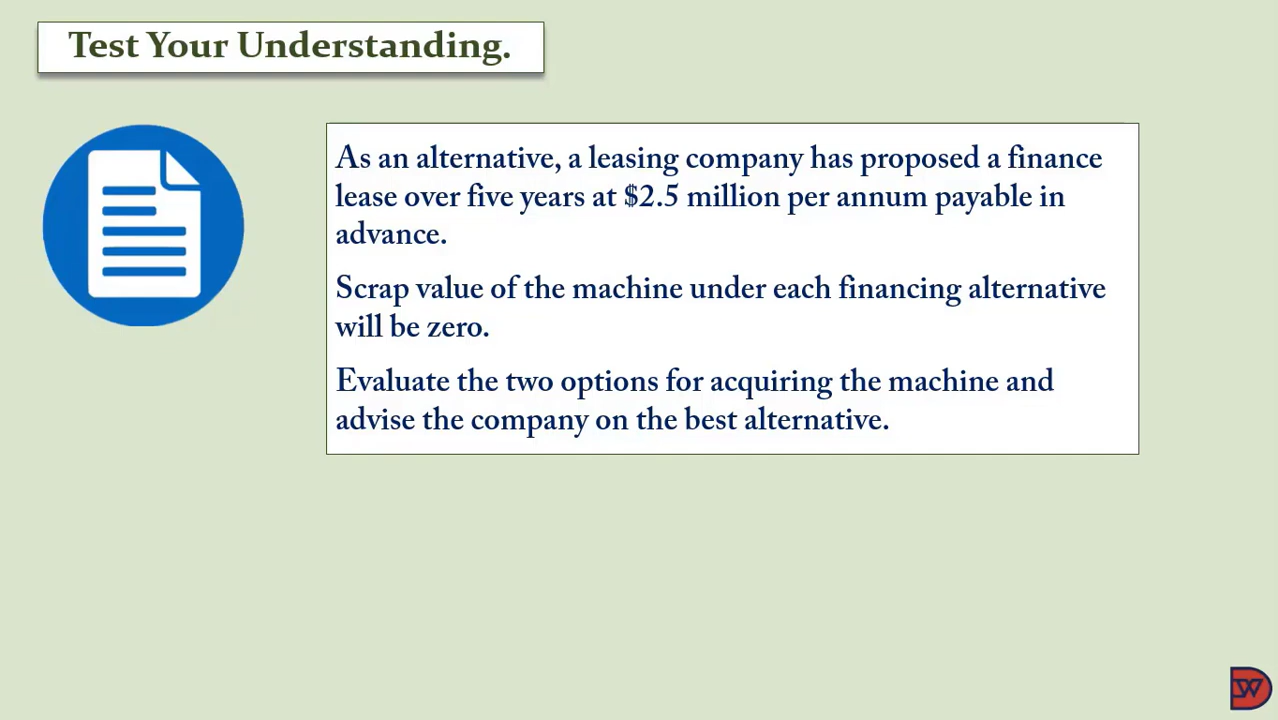 Test Your Understanding.
As an alternative, a leasing company has proposed a finance
lease over five years at $2.5 million per annum payable in
advance.
Scrap value of the machine under each financing alternative
will be zero.
Evaluate the two options for acquiring the machine and
advise the company on the best alternative.
DW